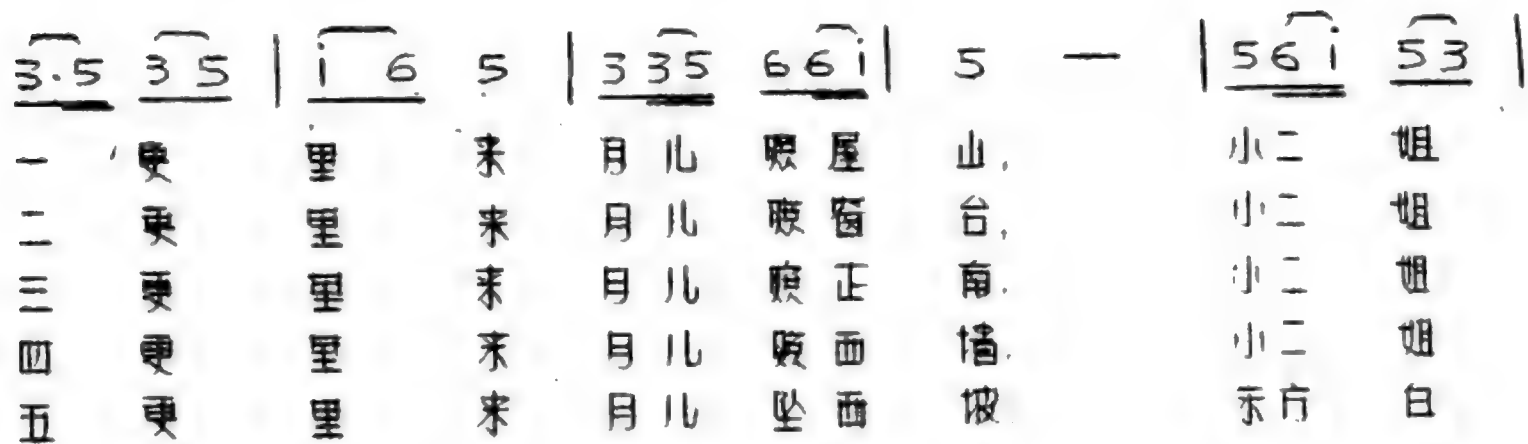 3·5 35 | i 6 5 | 3 35 66i | 5 — | 56i 53 |
一 更 里 来 月 儿 照 屋 山, 小 二 姐
二 更 里 来 月 儿 照 窗 台, 小 二 姐
三 更 里 来 月 儿 照 正 南, 小 二 姐
四 更 里 来 月 儿 照 西 墙, 小 二 姐
五 更 里 来 月 儿 坠 西 坡 东 方 白